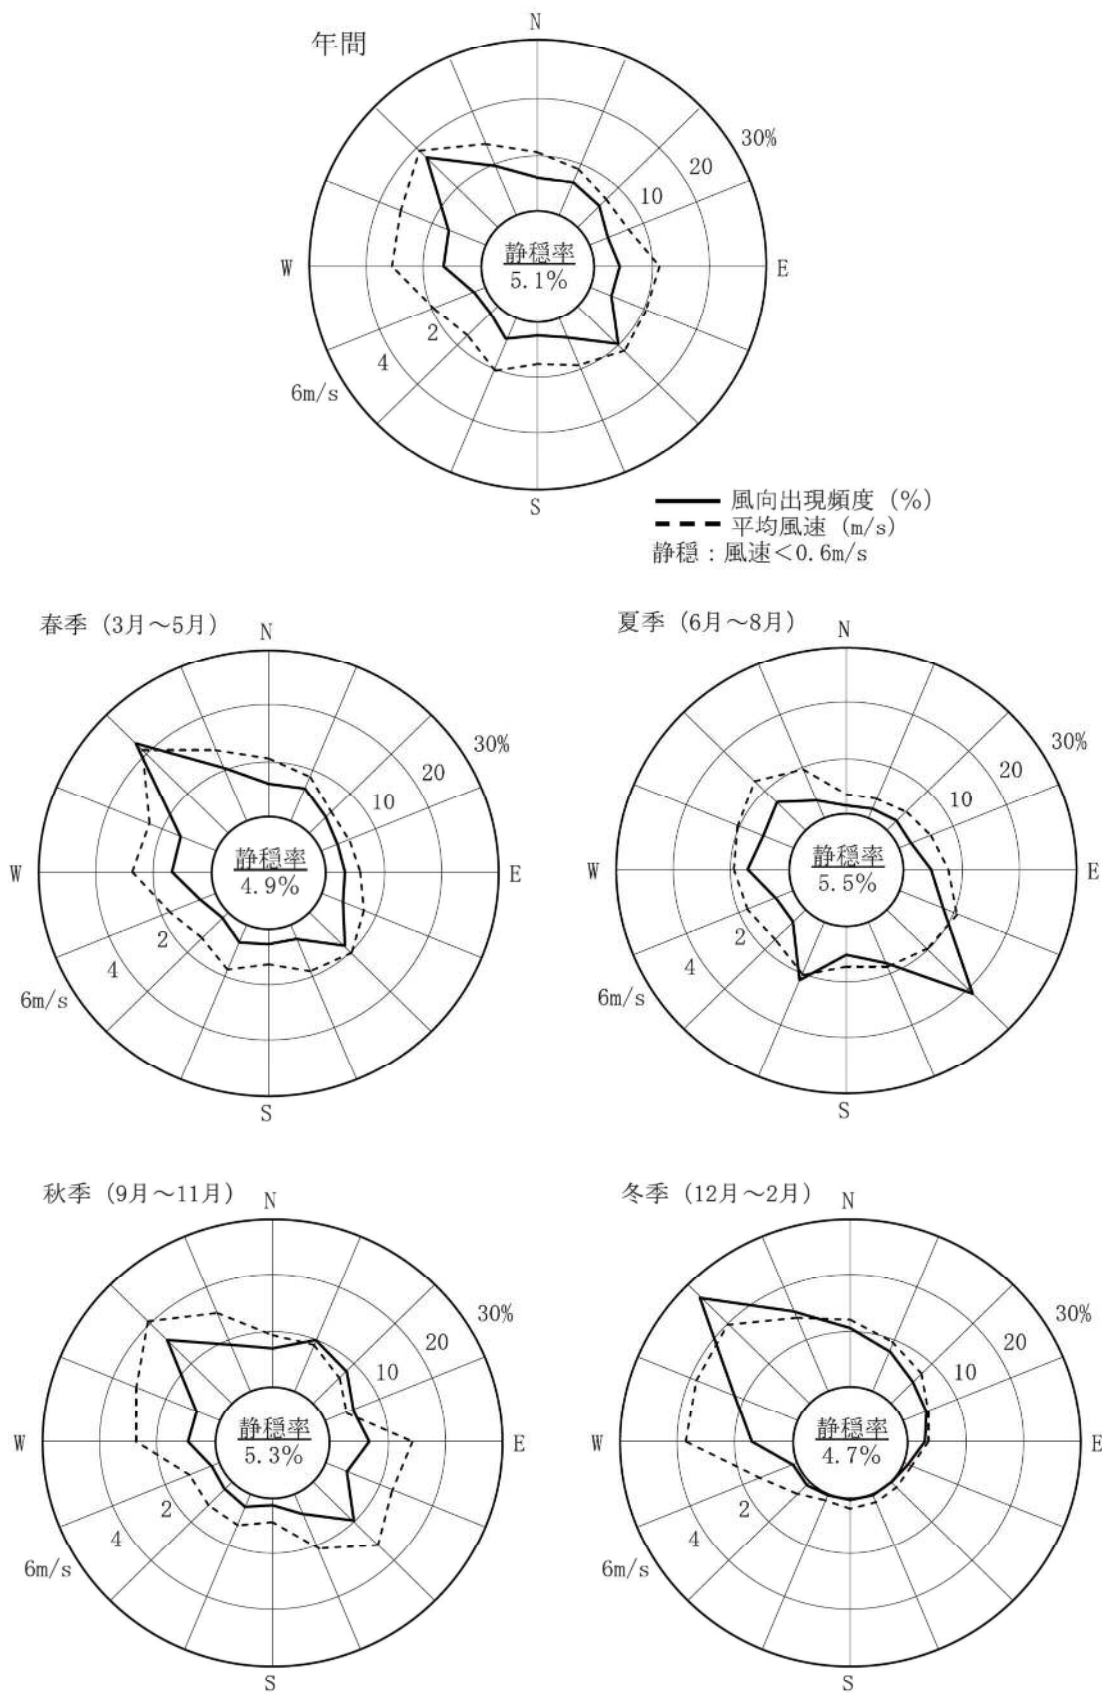 年間
N
30%
20
10
静穏率
5.1%
W
E
2
4
6m/s
S
風向出現頻度 (%)
平均風速 (m/s)
静穏：風速＜0.6m/s
春季 (3月～5月)
N
30%
20
10
静穏率
4.9%
W
E
2
4
6m/s
S
夏季 (6月～8月)
N
30%
20
10
静穏率
5.5%
W
E
2
4
6m/s
S
秋季 (9月～11月)
N
30%
20
10
静穏率
5.3%
W
E
2
4
6m/s
S
冬季 (12月～2月)
N
30%
20
10
静穏率
4.7%
W
E
2
4
6m/s
S